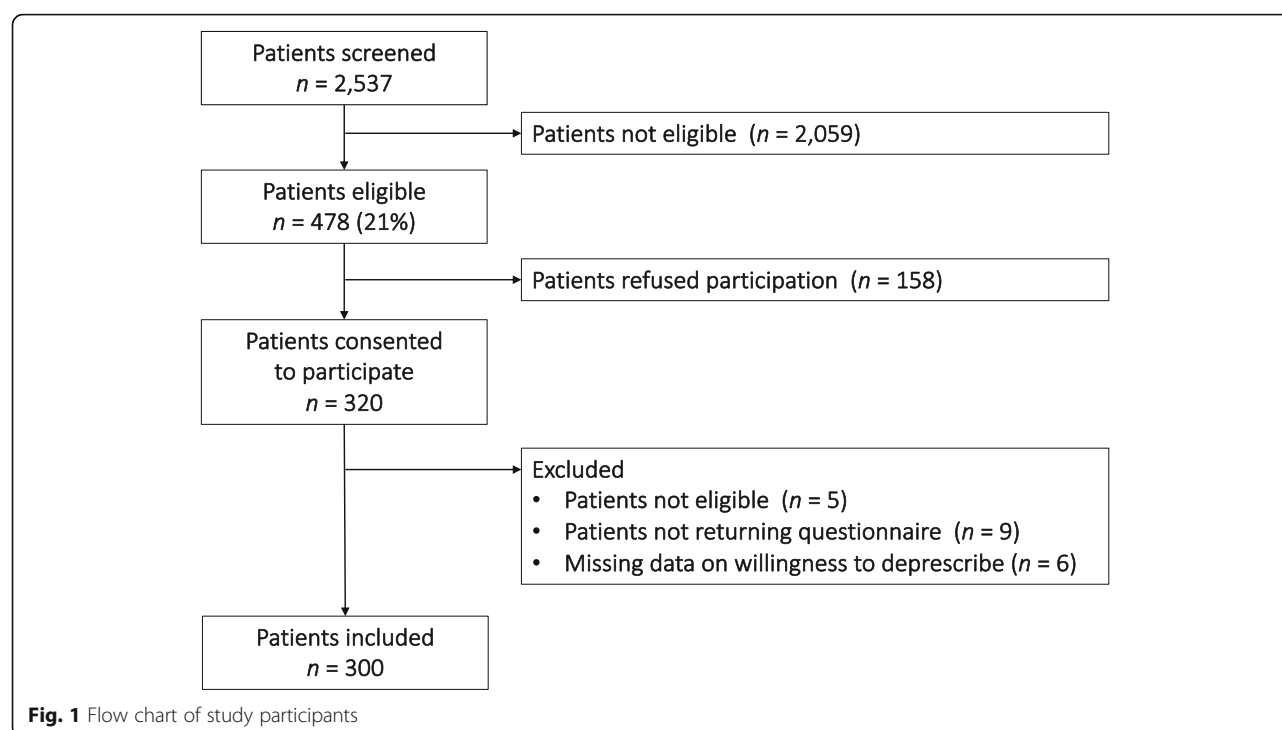 Patients screened
n = 2,537
Patients not eligible (n = 2,059)
Patients eligible
n = 478 (21%)
Patients refused participation (n = 158)
Patients consented
to participate
n = 320
Excluded
• Patients not eligible (n = 5)
• Patients not returning questionnaire (n = 9)
• Missing data on willingness to deprescribe (n = 6)
Patients included
n = 300
Fig. 1 Flow chart of study participants